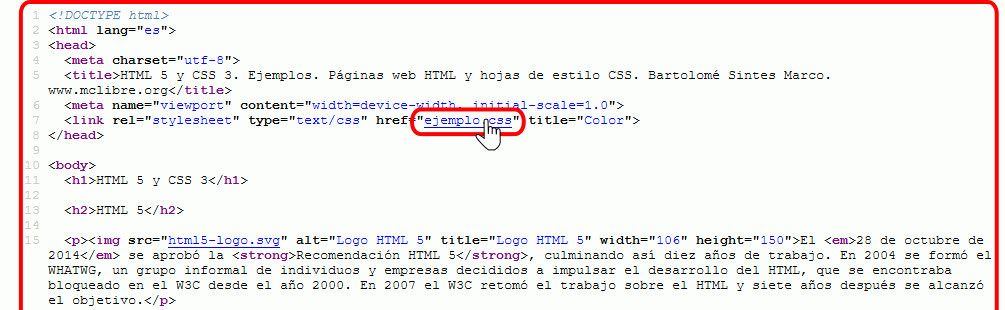 1 <!DOCTYPE html>
2 <html lang="es">
3 <head>
4 <meta charset="utf-8">
5 <title>HTML 5 y CSS 3. Ejemplos. Páginas web HTML y hojas de estilo CSS. Bartolomé Sintes Marco.
www.mclibre.org</title>
6 <meta name="viewport" content="width=device-width, initial-scale=1.0">
7 <link rel="stylesheet" type="text/css" href="ejemplo.css" title="Color">
8 </head>
9
10 <body>
11 <h1>HTML 5 y CSS 3</h1>
12
13 <h2>HTML 5</h2>
14
15 <p><img src="html5-logo.svg" alt="Logo HTML 5" title="Logo HTML 5" width="106" height="150">El <em>28 de octubre de
2014</em> se aprobó la <strong>Recomendación HTML 5</strong>, culminando así diez años de trabajo. En 2004 se formó el
WHATWG, un grupo informal de individuos y empresas decididos a impulsar el desarrollo del HTML, que se encontraba
bloqueado en el W3C desde el año 2000. En 2007 el W3C retomó el trabajo sobre el HTML y siete años después se alcanzó
el objetivo.</p>